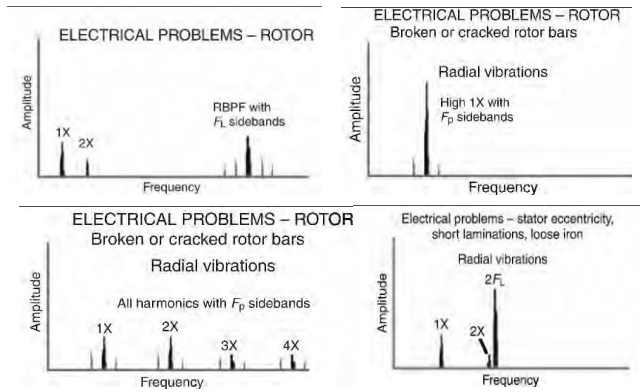 ELECTRICAL PROBLEMS – ROTOR
Amplitude
1X
2X
RBPF with
FL sidebands
Frequency
ELECTRICAL PROBLEMS – ROTOR
Broken or cracked rotor bars
Radial vibrations
Amplitude
High 1X with
Fp sidebands
Frequency
ELECTRICAL PROBLEMS – ROTOR
Broken or cracked rotor bars
Radial vibrations
Amplitude
All harmonics with Fp sidebands
1X
2X
3X
4X
Frequency
Electrical problems – stator eccentricity,
short laminations, loose iron
Radial vibrations
2FL
Amplitude
1X
2X
Frequency